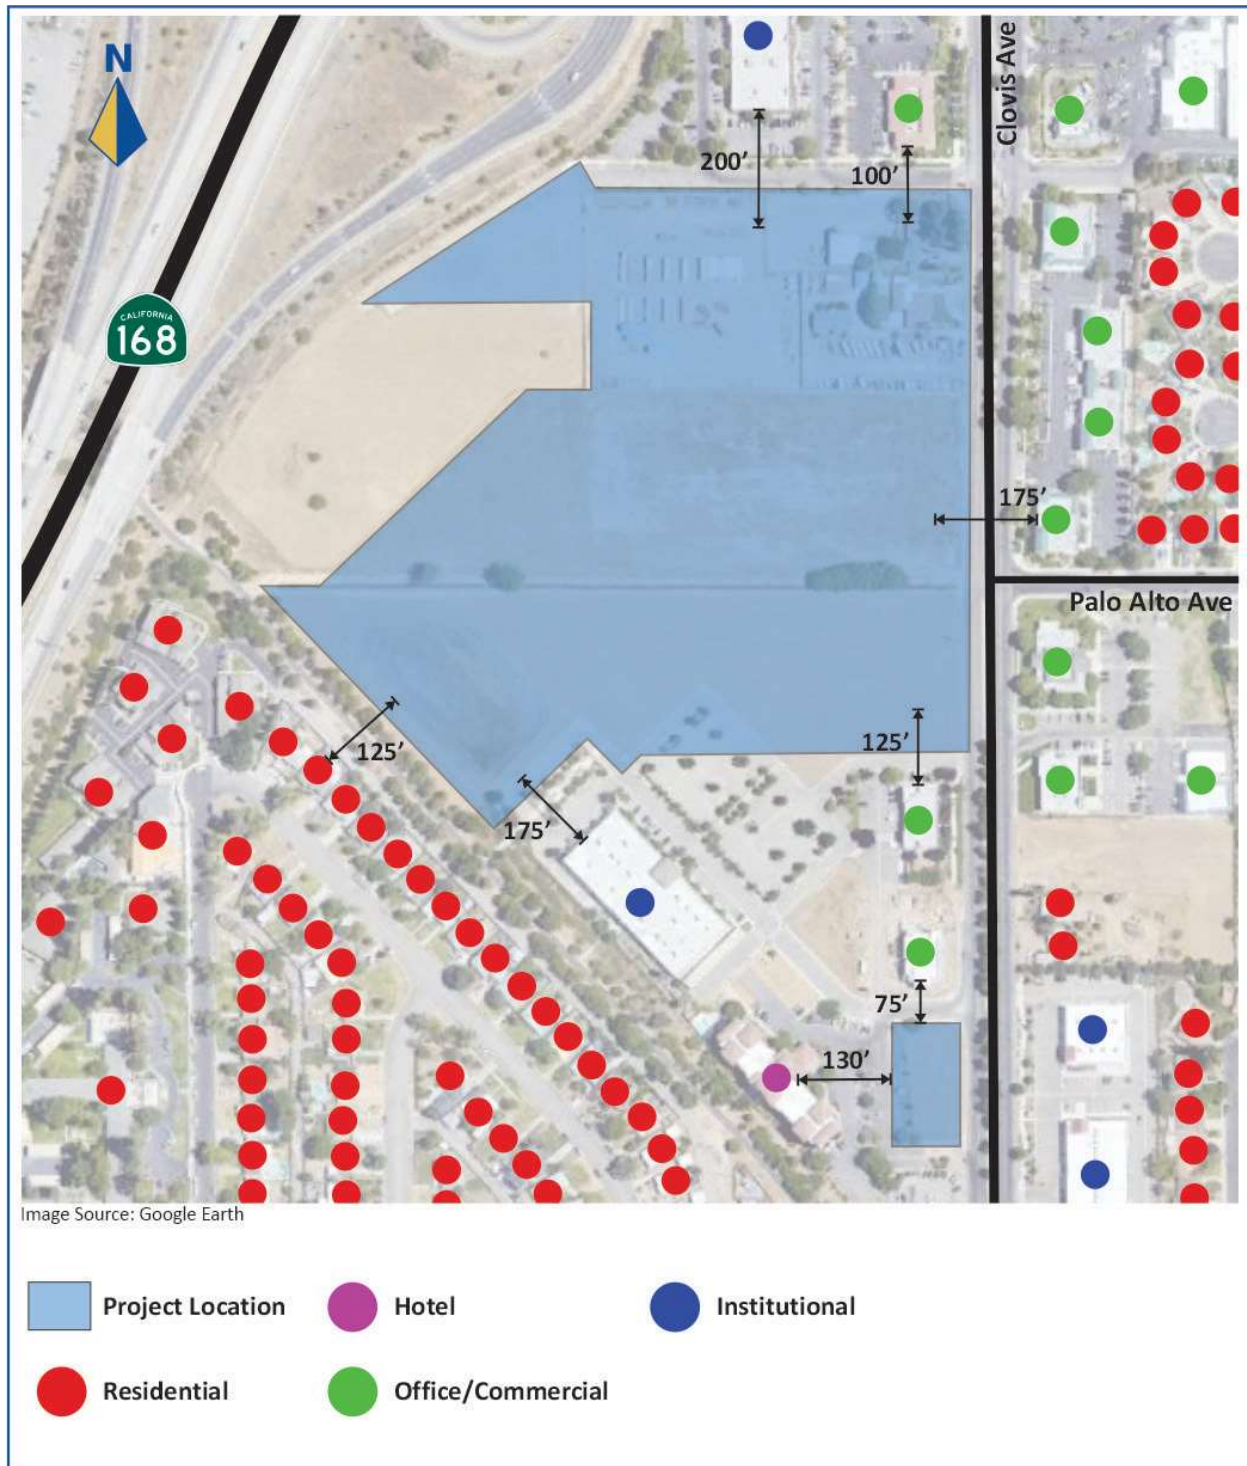 N
Clovis Ave
200’
100’
CALIFORNIA
168
175’
Palo Alto Ave
125’
125’
175’
75’
130’
Image Source: Google Earth
Project Location
Hotel
Institutional
Residential
Office/Commercial